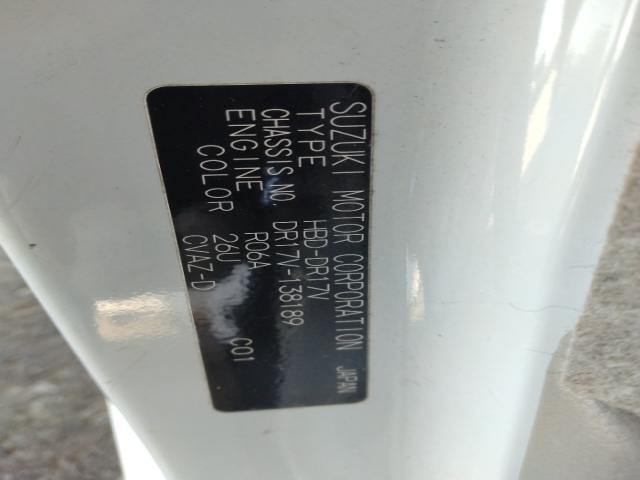 SUZUKI MOTOR CORPORATION JAPAN
TYPE HBD-DR17V
CHASSIS NO. DR17V-138189
ENGINE R06A
COLOR 26U C01
CVAZ-D